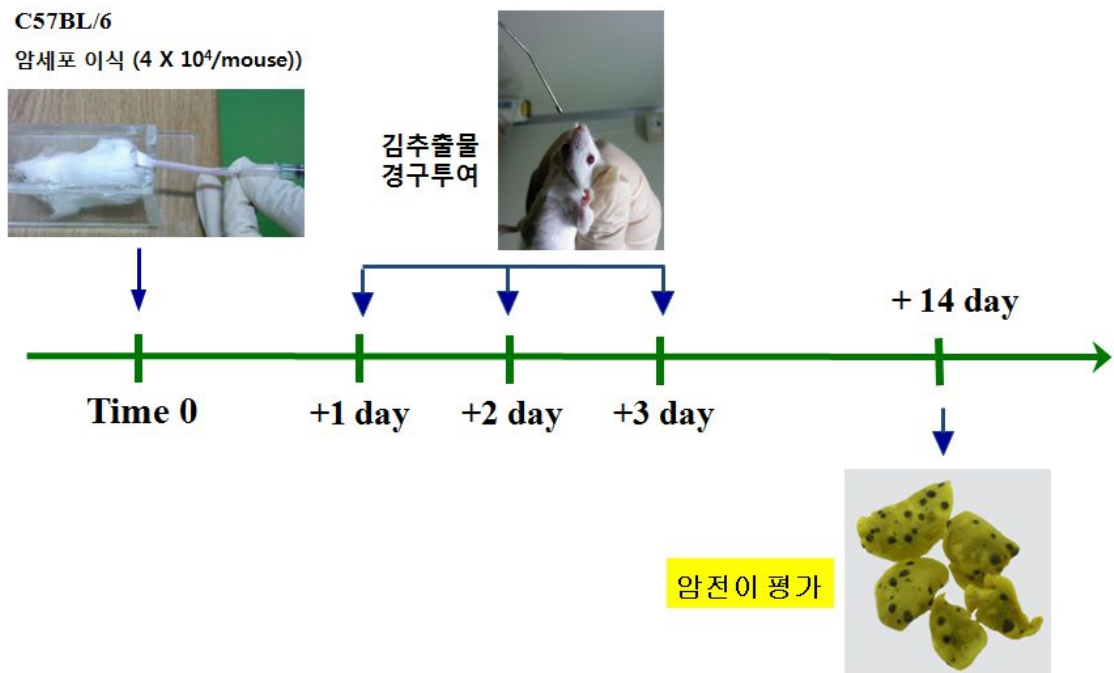 C57BL/6
암세포 이식 (4 X 10⁴/mouse))
김추출물
경구투여
+ 14 day
Time 0
+1 day
+2 day
+3 day
암전이 평가